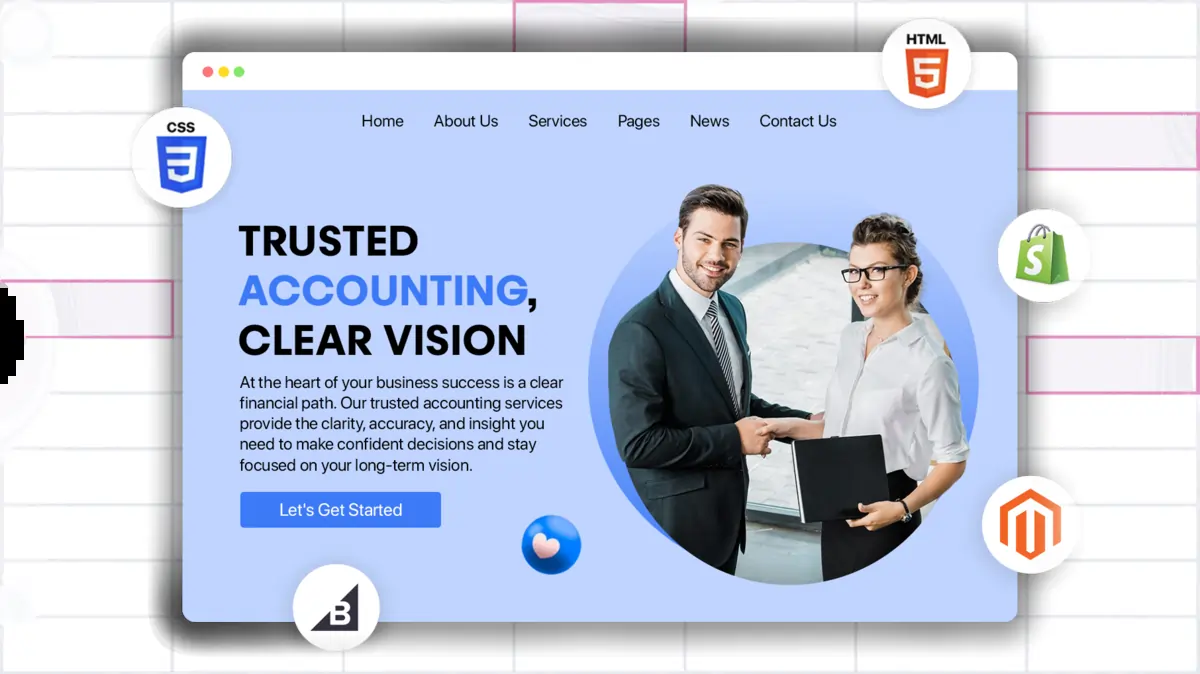 HTML
5
CSS
3
Home About Us Services Pages News Contact Us
TRUSTED
ACCOUNTING,
CLEAR VISION
At the heart of your business success is a clear
financial path. Our trusted accounting services
provide the clarity, accuracy, and insight you
need to make confident decisions and stay
focused on your long-term vision.
Let's Get Started
S
B